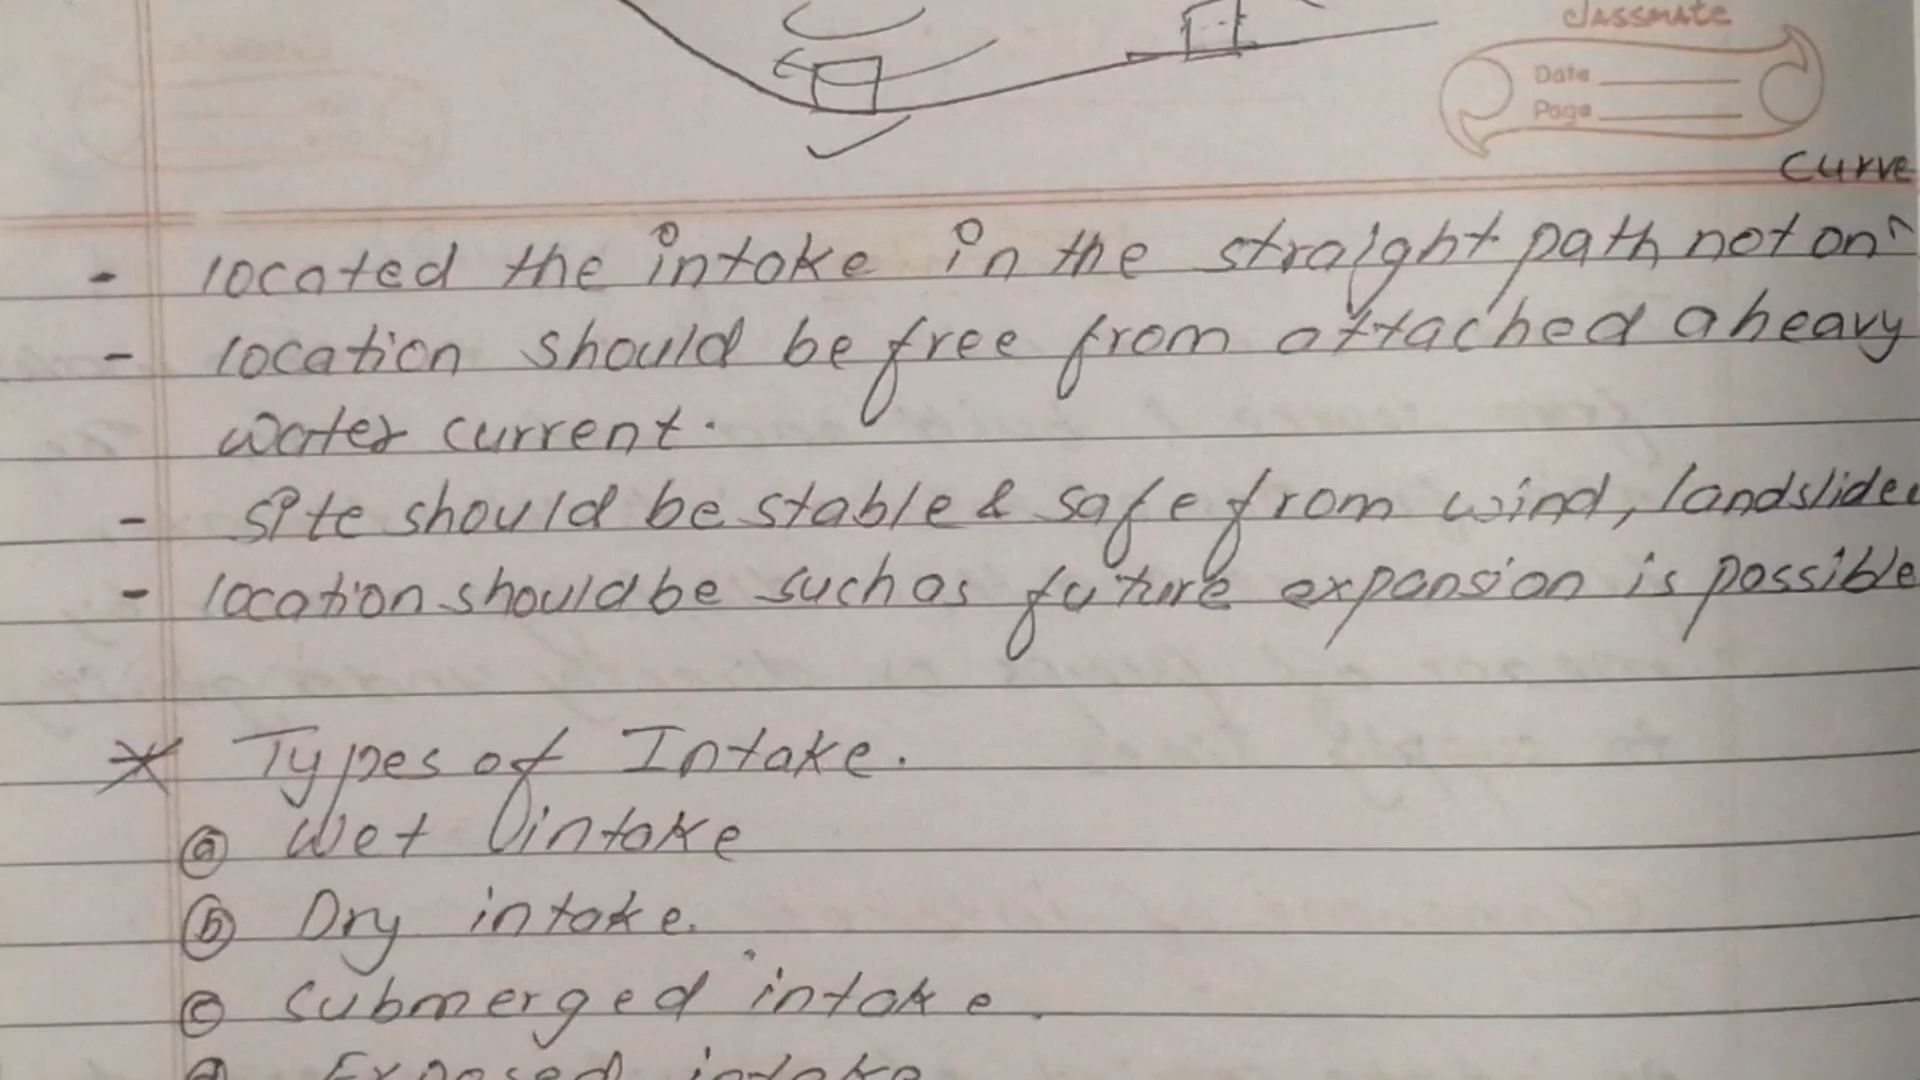 classmate
Date
Page
curve
- located the intake in the straight path not on ^
- location should be free from attached a heavy
water current.
- site should be stable & safe from wind, landslide
- location should be such as future expansion is possible
* Types of Intake.
ⓐ Wet intake
ⓑ Dry intake.
ⓒ submerged intake.
ⓓ Exposed intake